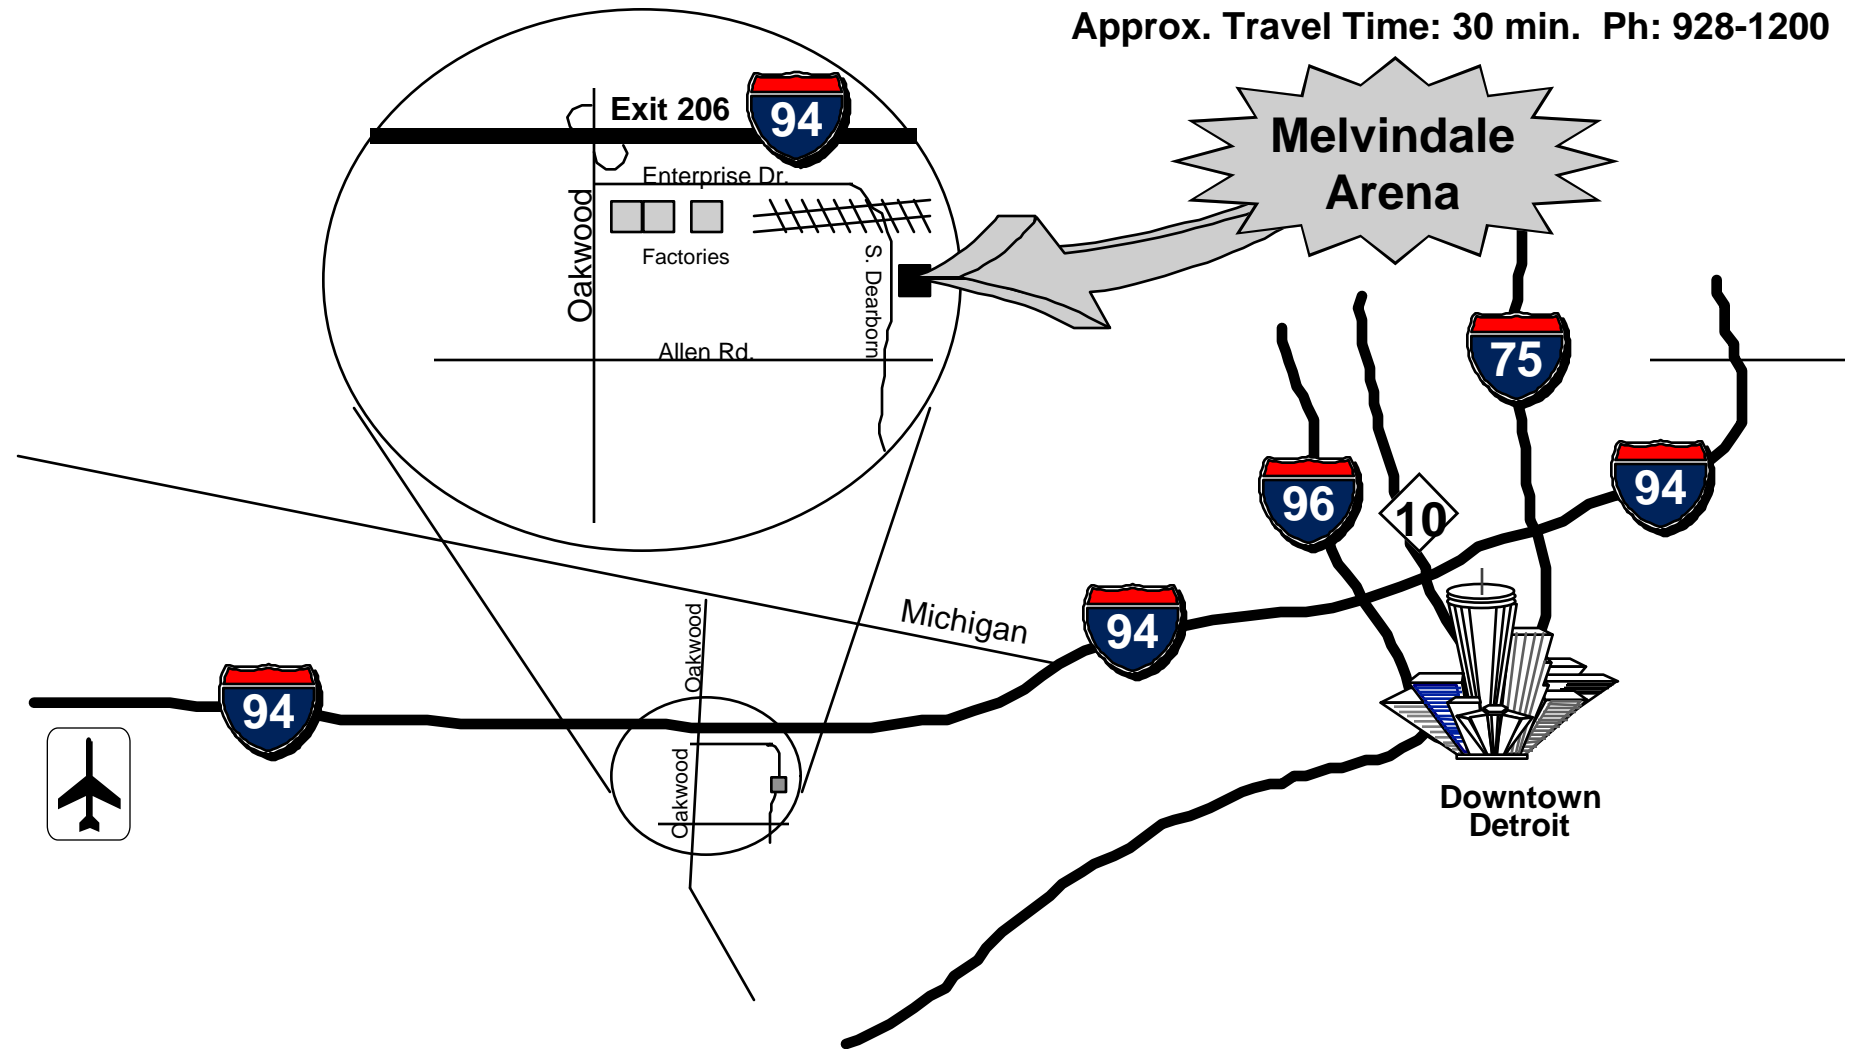 Approx. Travel Time: 30 min.  Ph: 928-1200
Melvindale
Arena
Exit 206
94
Enterprise Dr.
Oakwood
Factories
S. Dearborn
Allen Rd.
75
96
10
94
Michigan
94
94
Oakwood
Oakwood
Downtown
Detroit